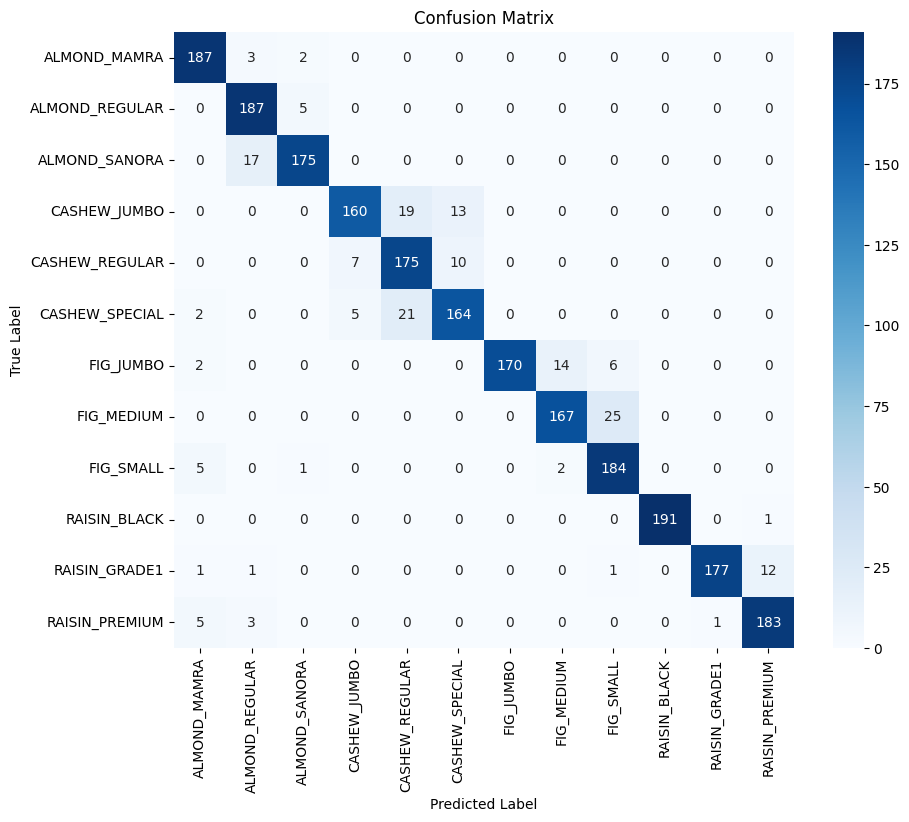 Confusion Matrix
True Label
ALMOND_MAMRA 187 3 2 0 0 0 0 0 0 0 0 0
ALMOND_REGULAR 0 187 5 0 0 0 0 0 0 0 0 0
ALMOND_SANORA 0 17 175 0 0 0 0 0 0 0 0 0
CASHEW_JUMBO 0 0 0 160 19 13 0 0 0 0 0 0
CASHEW_REGULAR 0 0 0 7 175 10 0 0 0 0 0 0
CASHEW_SPECIAL 2 0 0 5 21 164 0 0 0 0 0 0
FIG_JUMBO 2 0 0 0 0 0 170 14 6 0 0 0
FIG_MEDIUM 0 0 0 0 0 0 0 167 25 0 0 0
FIG_SMALL 5 0 1 0 0 0 0 2 184 0 0 0
RAISIN_BLACK 0 0 0 0 0 0 0 0 0 191 0 1
RAISIN_GRADE1 1 1 0 0 0 0 0 0 1 0 177 12
RAISIN_PREMIUM 5 3 0 0 0 0 0 0 0 0 1 183
ALMOND_MAMRA
ALMOND_REGULAR
ALMOND_SANORA
CASHEW_JUMBO
CASHEW_REGULAR
CASHEW_SPECIAL
FIG_JUMBO
FIG_MEDIUM
FIG_SMALL
RAISIN_BLACK
RAISIN_GRADE1
RAISIN_PREMIUM
Predicted Label
175
150
125
100
75
50
25
0